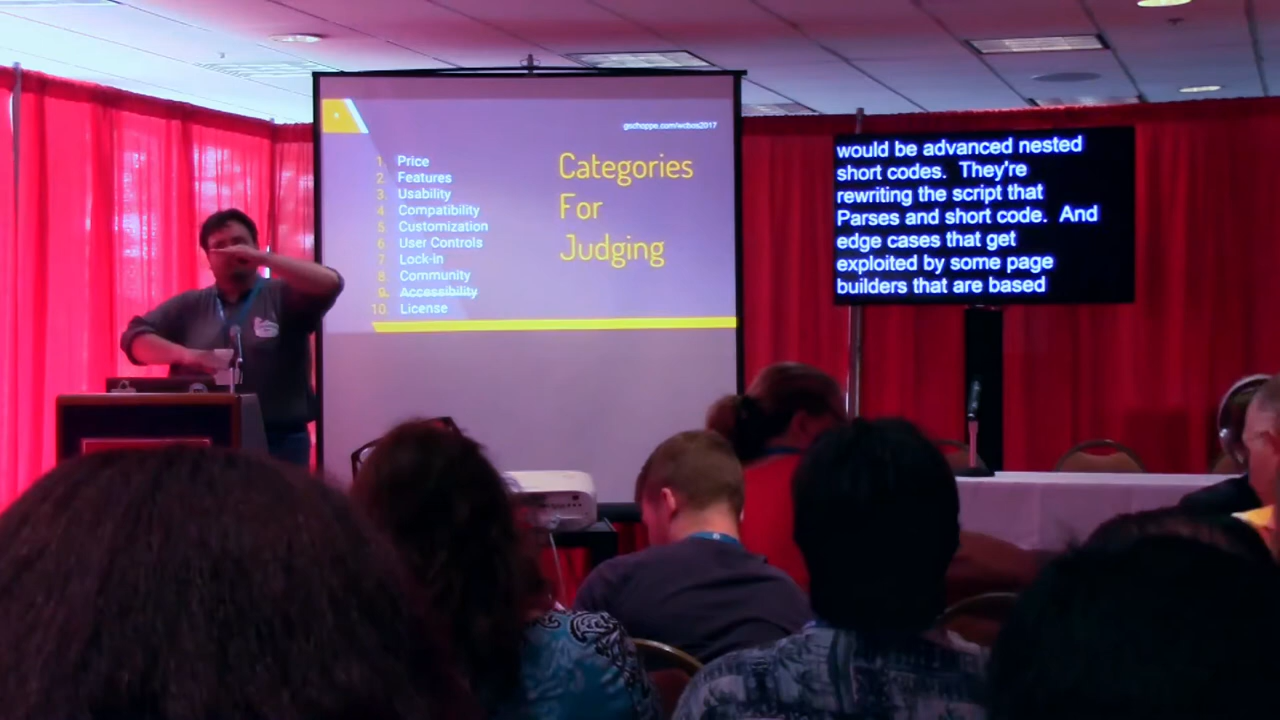 gschoppe.com/wcbos2017
1. Price
2. Features
3. Usability
4. Compatibility
5. Customization
6. User Controls
7. Lock-in
8. Community
9. Accessibility
10. License
Categories
For
Judging
would be advanced nested
short codes. They're
rewriting the script that
Parses and short code. And
edge cases that get
exploited by some page
builders that are based